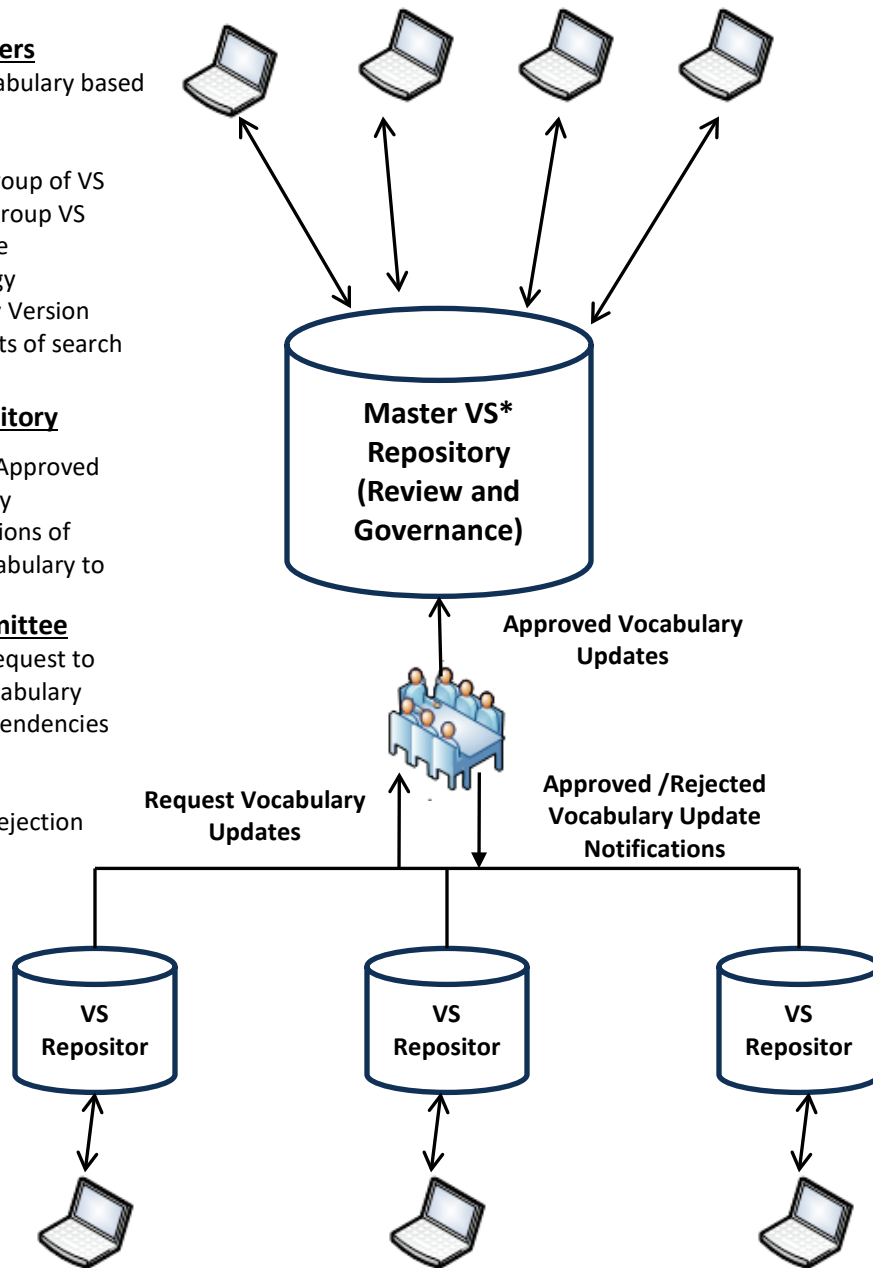 ers
abulary based
roup of VS
roup VS
e
gy
Version
ts of search
itory
Approved
y
ions of
abulary to
mittee
equest to
abulary
endencies
ejection
Master VS*
Repository
(Review and
Governance)
Approved Vocabulary
Updates
Request Vocabulary
Updates
Approved /Rejected
Vocabulary Update
Notifications
VS
Repositor
VS
Repositor
VS
Repositor